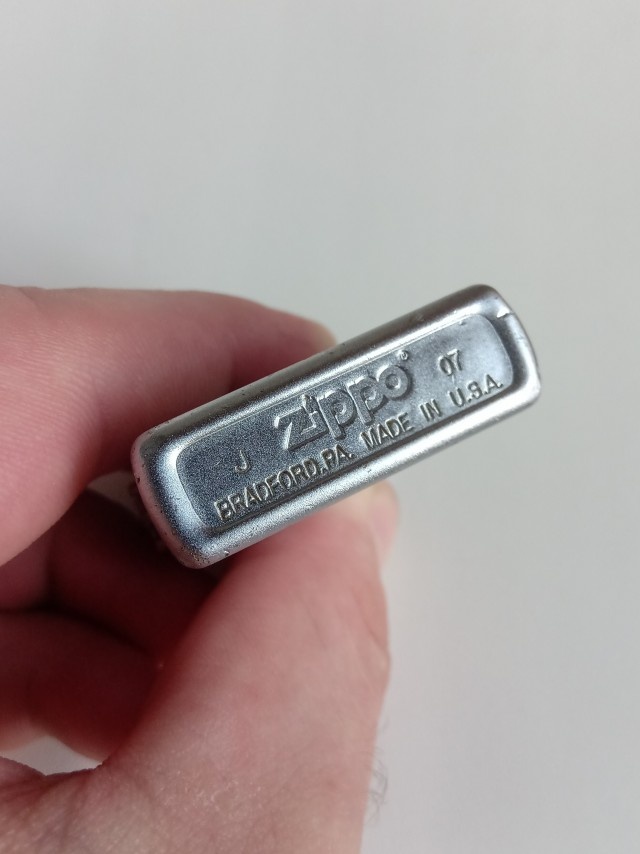 J Zippo® 07
BRADFORD, PA. MADE IN U.S.A.